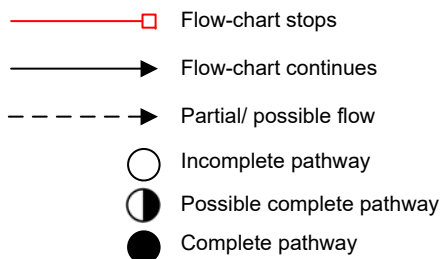 Flow-chart stops
Flow-chart continues
Partial/ possible flow
Incomplete pathway
Possible complete pathway
Complete pathway